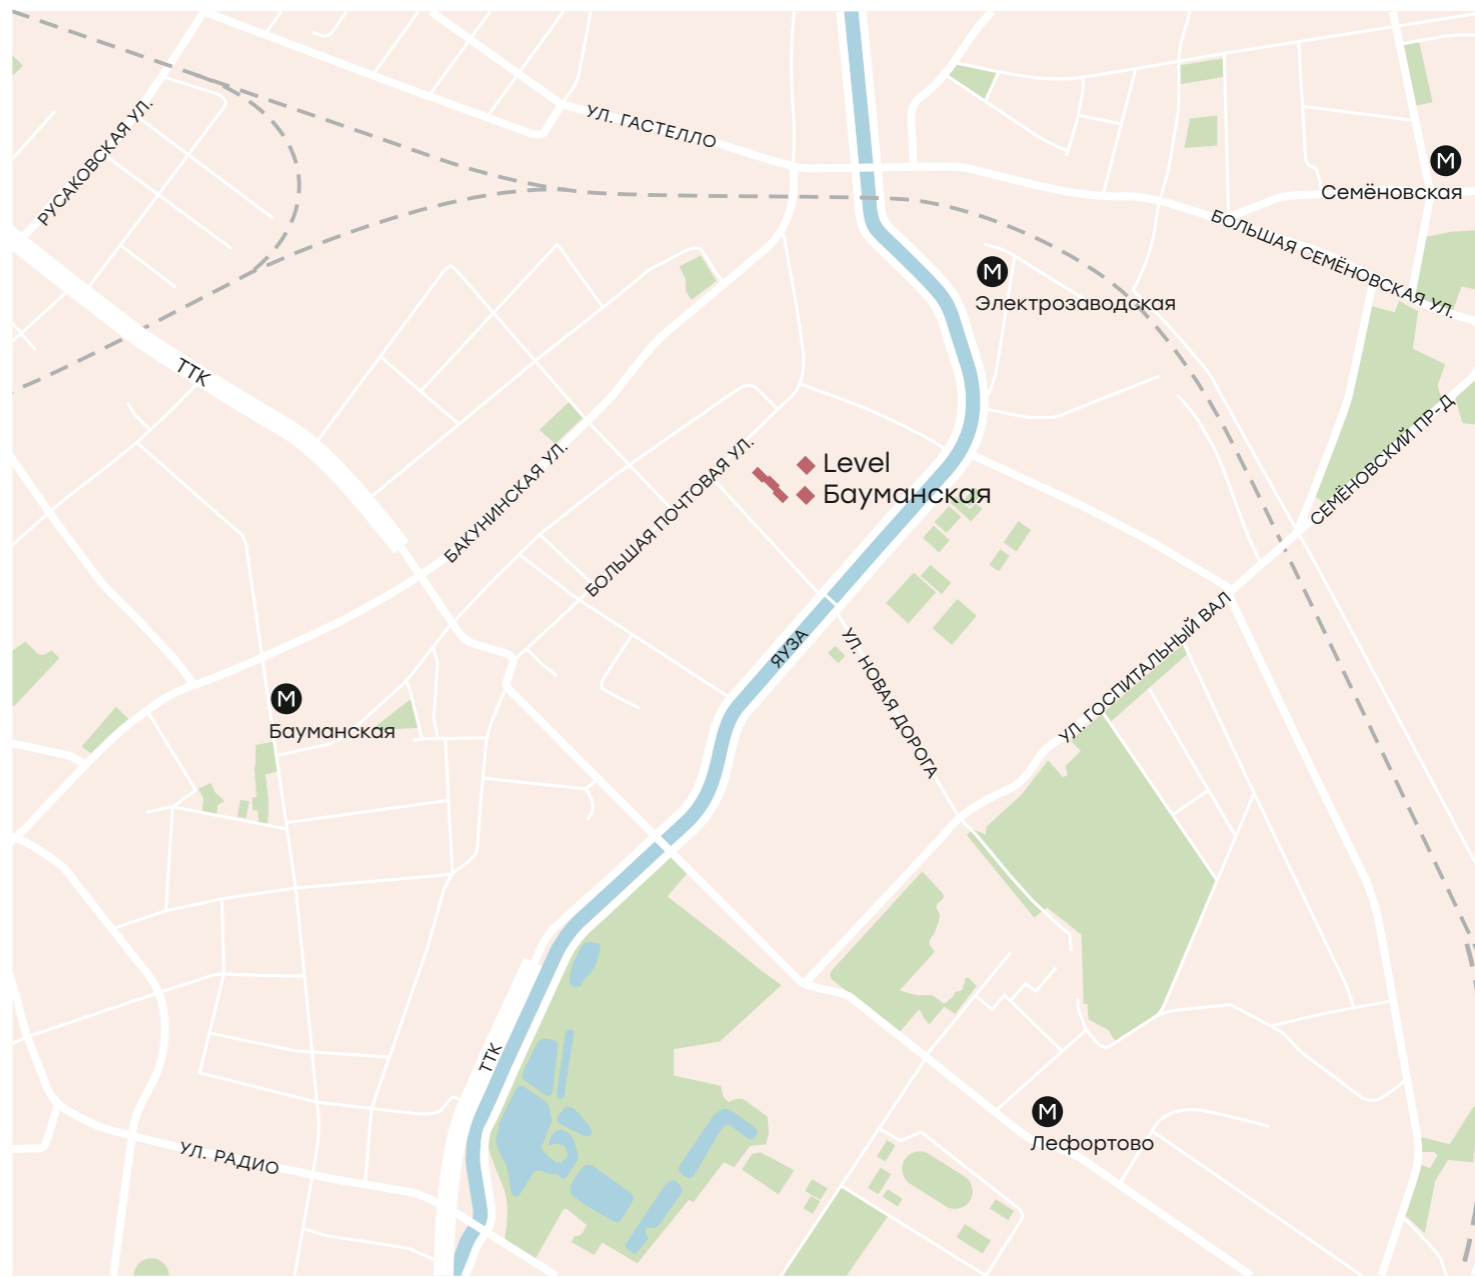 УЛ. ГАСТЕЛЛО
РУСАКОВСКАЯ УЛ.
М
Семёновская
БОЛЬШАЯ СЕМЁНОВСКАЯ УЛ.
М
Электрозаводская
ТТК
СЕМЁНОВСКИЙ ПР-Д
БАКУНИНСКАЯ УЛ.
БОЛЬШАЯ ПОЧТОВАЯ УЛ.
Level
Бауманская
ЯУЗА
УЛ. НОВАЯ ДОРОГА
УЛ. ГОСПИТАЛЬНЫЙ ВАЛ
М
Бауманская
ТТК
М
Лефортово
УЛ. РАДИО